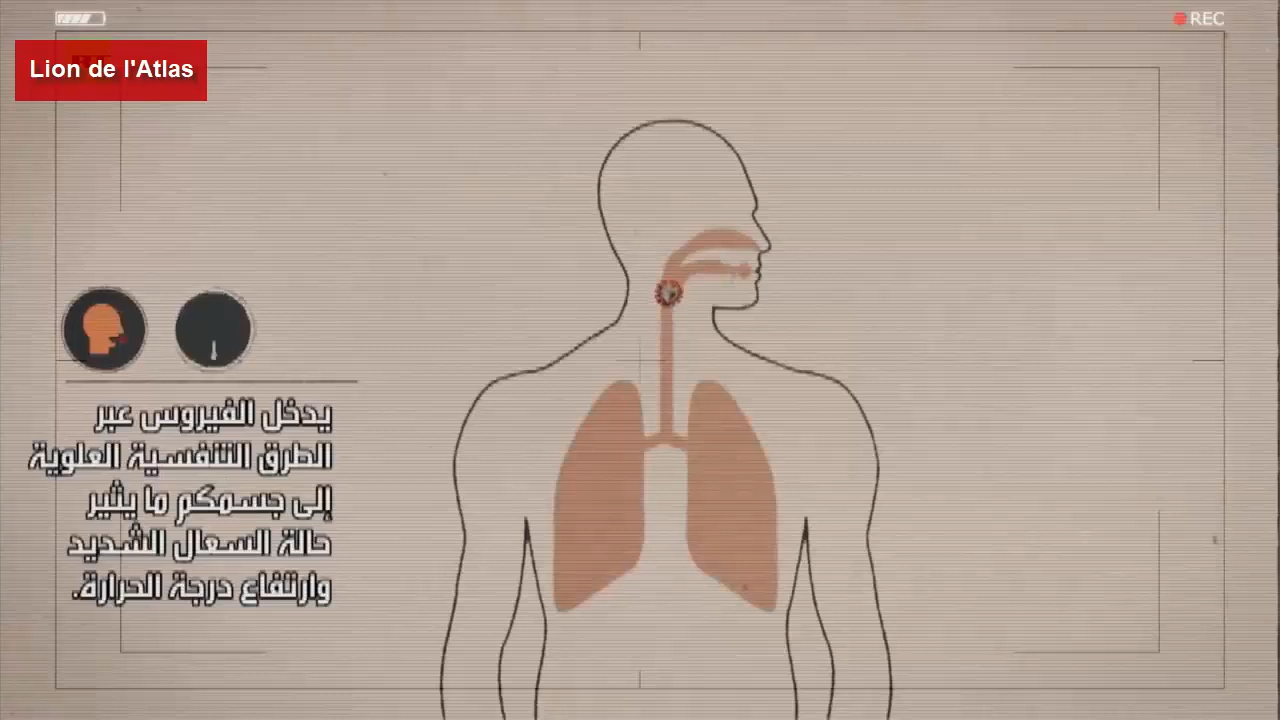 REC
Lion de l'Atlas
يدخل الفيروس عبر
الطرق التنفسية العلوية
إلى جسمكم ما يثير
حالة السعال الشديد
وارتفاع درجة الحرارة.